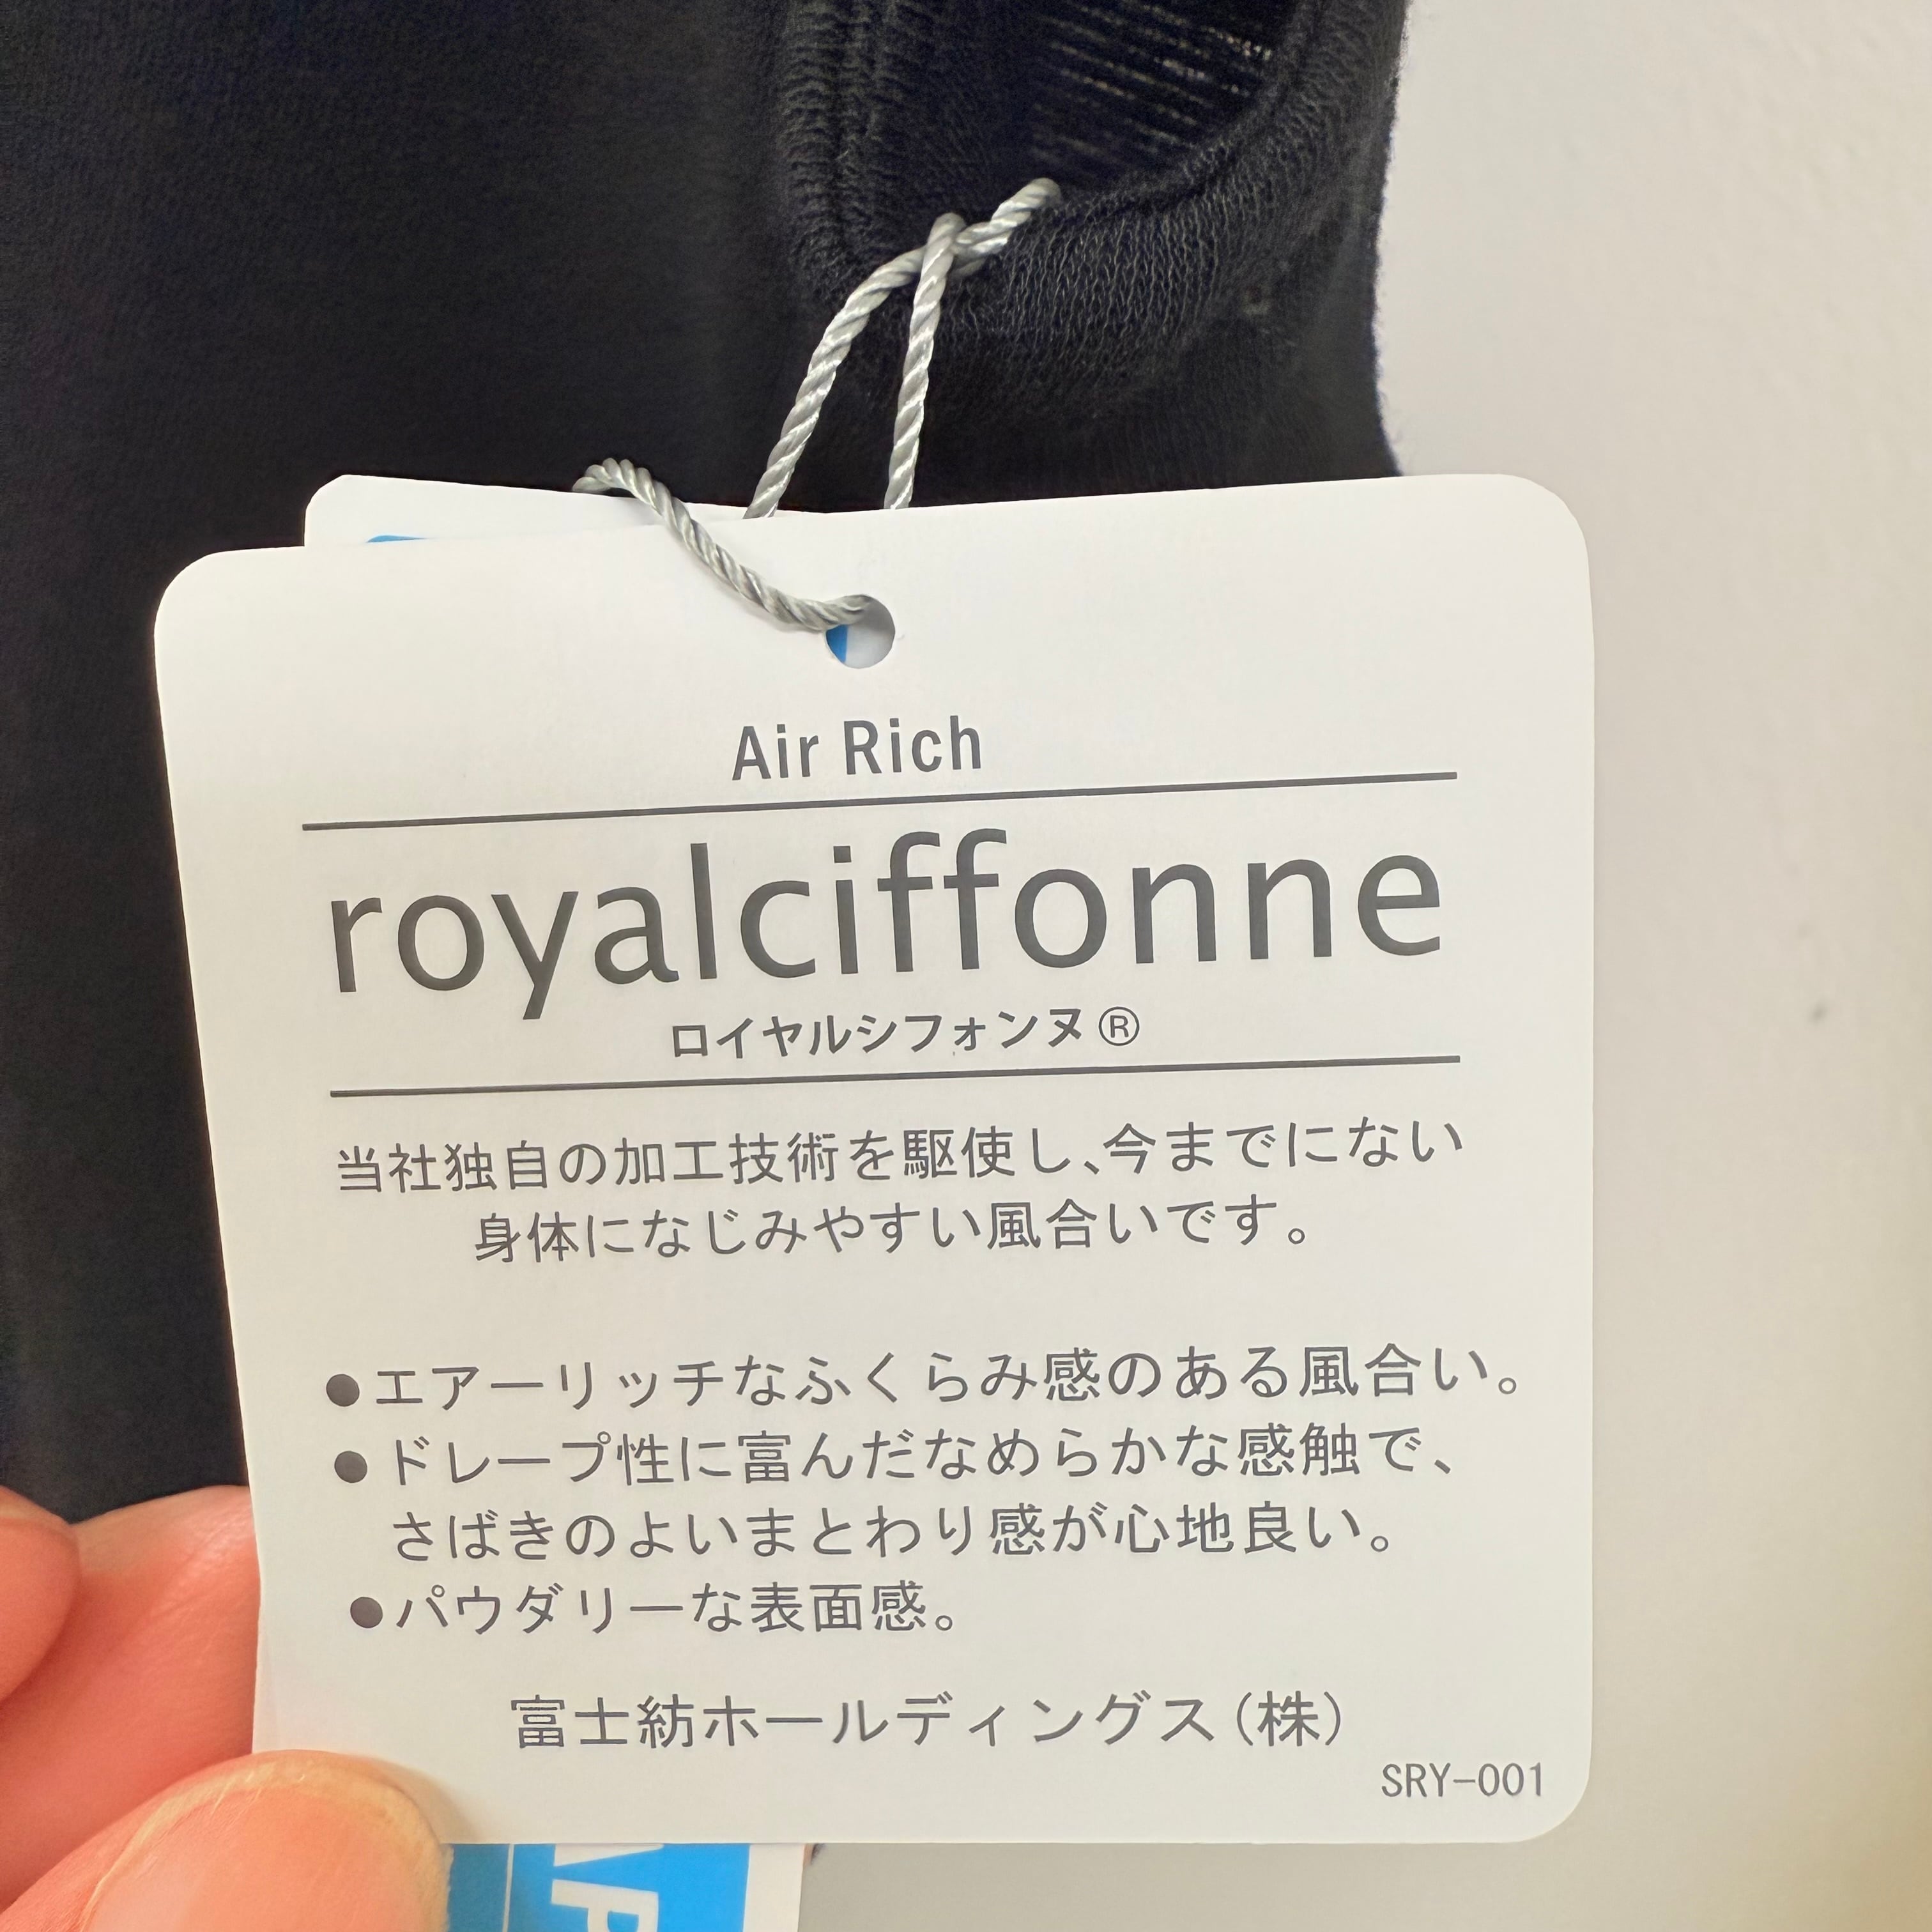 Air Rich
royalciffonne
ロイヤルシフォンヌ®
当社独自の加工技術を駆使し、今までにない
身体になじみやすい風合いです。
●エアーリッチなふくらみ感のある風合い。
●ドレープ性に富んだなめらかな感触で、
さばきのよいまとわり感が心地良い。
●パウダリーな表面感。
富士紡ホールディングス(株)
SRY-001